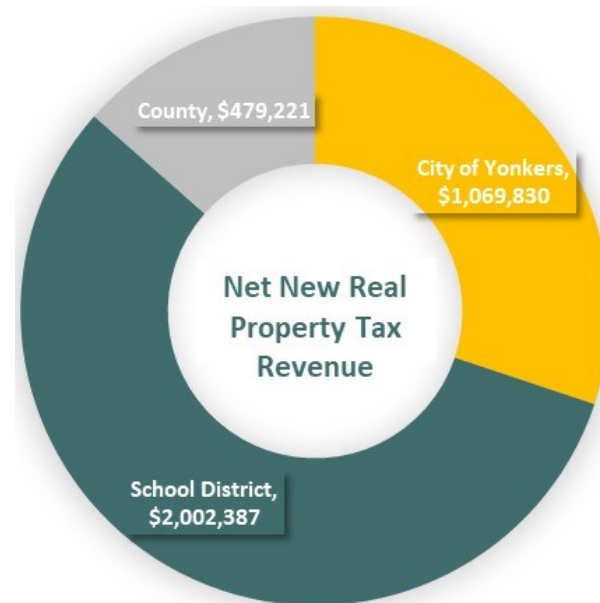 County, $479,221
City of Yonkers,
$1,069,830
Net New Real
Property Tax
Revenue
School District,
$2,002,387